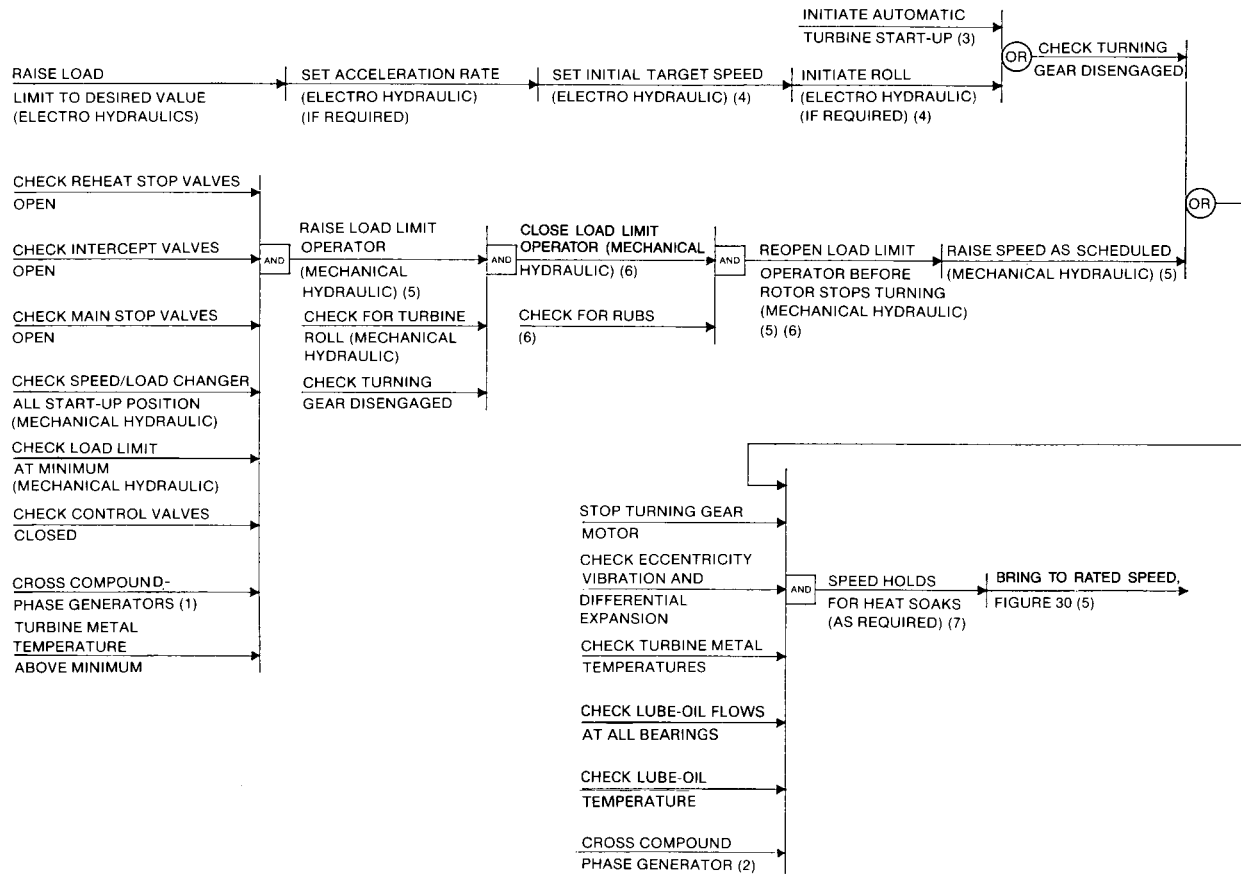 INITIATE AUTOMATIC
TURBINE START-UP (3)
OR
CHECK TURNING
GEAR DISENGAGED
RAISE LOAD
LIMIT TO DESIRED VALUE
(ELECTRO HYDRAULICS)
SET ACCELERATION RATE
(ELECTRO HYDRAULIC)
(IF REQUIRED)
SET INITIAL TARGET SPEED
(ELECTRO HYDRAULIC) (4)
INITIATE ROLL
(ELECTRO HYDRAULIC)
(IF REQUIRED) (4)
OR
CHECK REHEAT STOP VALVES
OPEN
CHECK INTERCEPT VALVES
OPEN
CHECK MAIN STOP VALVES
OPEN
CHECK SPEED/LOAD CHANGER
ALL START-UP POSITION
(MECHANICAL HYDRAULIC)
CHECK LOAD LIMIT
AT MINIMUM
(MECHANICAL HYDRAULIC)
CHECK CONTROL VALVES
CLOSED
CROSS COMPOUND-
PHASE GENERATORS (1)
TURBINE METAL
TEMPERATURE
ABOVE MINIMUM
AND
RAISE LOAD LIMIT
OPERATOR
(MECHANICAL
HYDRAULIC) (5)
CHECK FOR TURBINE
ROLL (MECHANICAL
HYDRAULIC)
CHECK TURNING
GEAR DISENGAGED
AND
CLOSE LOAD LIMIT
OPERATOR (MECHANICAL
HYDRAULIC) (6)
CHECK FOR RUBS
(6)
AND
REOPEN LOAD LIMIT
OPERATOR BEFORE
ROTOR STOPS TURNING
(MECHANICAL HYDRAULIC)
(5) (6)
RAISE SPEED AS SCHEDULED
(MECHANICAL HYDRAULIC) (5)
STOP TURNING GEAR
MOTOR
CHECK ECCENTRICITY
VIBRATION AND
DIFFERENTIAL
EXPANSION
CHECK TURBINE METAL
TEMPERATURES
CHECK LUBE-OIL FLOWS
AT ALL BEARINGS
CHECK LUBE-OIL
TEMPERATURE
CROSS COMPOUND
PHASE GENERATOR (2)
AND
SPEED HOLDS
FOR HEAT SOAKS
(AS REQUIRED) (7)
BRING TO RATED SPEED,
FIGURE 30 (5)